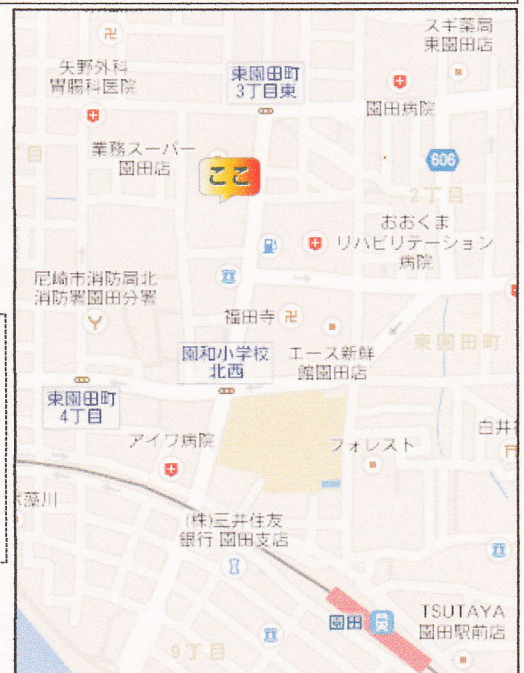 スギ薬局
東園田店
矢野外科
胃腸科医院
東園田町
3丁目東
園田病院
業務スーパー
園田店
606
ここ
2丁目
おおくま
リハビリテーション
病院
尼崎市消防局北
消防署園田分署
福田寺
東園田町
園和小学校
北西
エース新鮮
館園田店
東園田町
4丁目
アイワ病院
フォレスト
白井
藻川
(株)三井住友
銀行 園田支店
園田
TSUTAYA
園田駅前店
9丁目